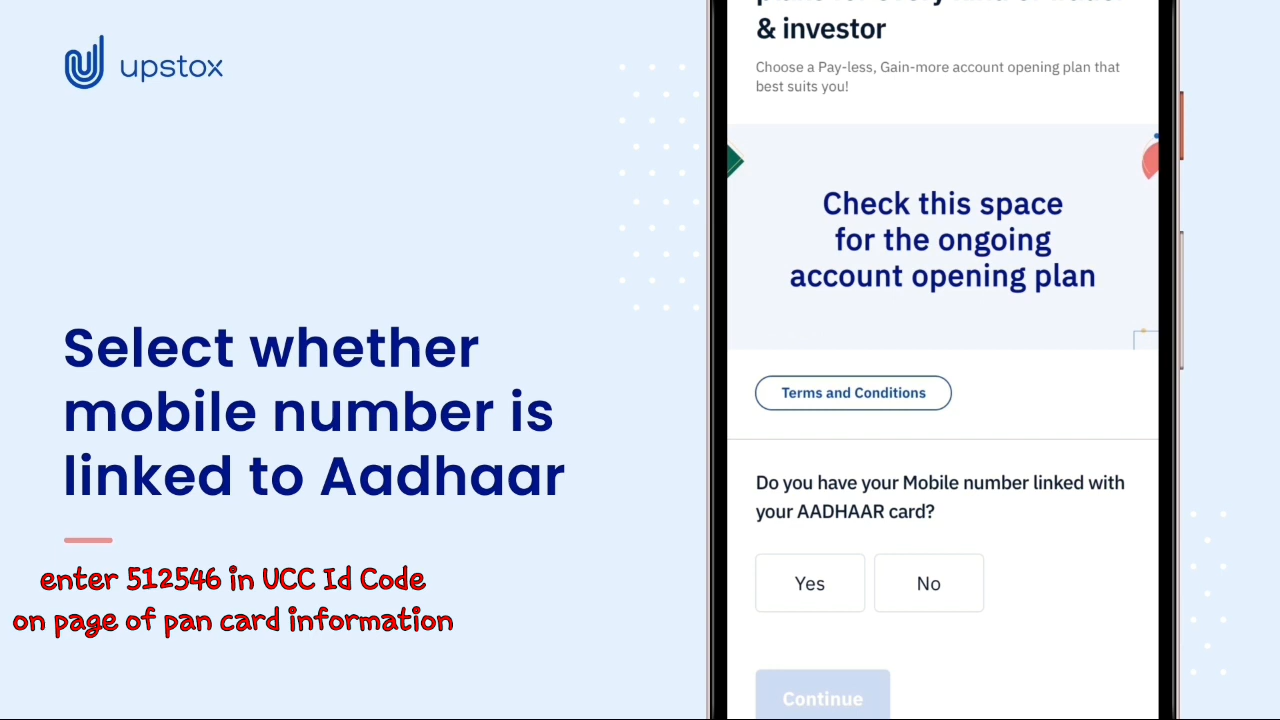 upstox
Select whether
mobile number is
linked to Aadhaar
enter 512546 in UCC Id Code
on page of pan card information
& investor
Choose a Pay-less, Gain-more account opening plan that
best suits you!
Check this space
for the ongoing
account opening plan
Terms and Conditions
Do you have your Mobile number linked with
your AADHAAR card?
Yes No
Continue